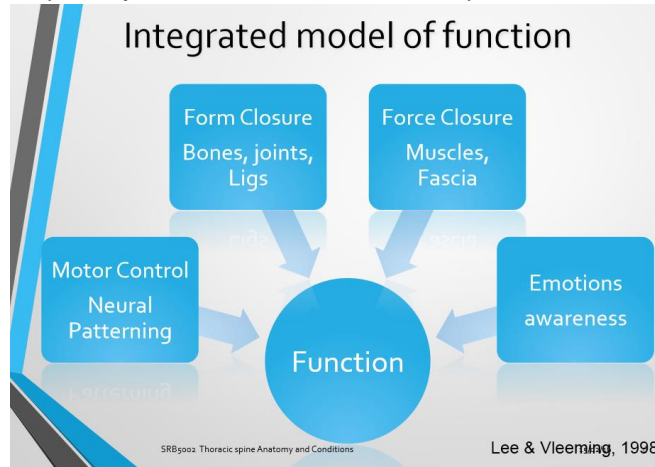 Integrated model of function
Form Closure
Bones, joints,
Ligs
Force Closure
Muscles,
Fascia
Motor Control
Neural
Patterning
Emotions
awareness
Function
SRB5002 Thoracic spine Anatomy and Conditions
Lee & Vleeming, 1998